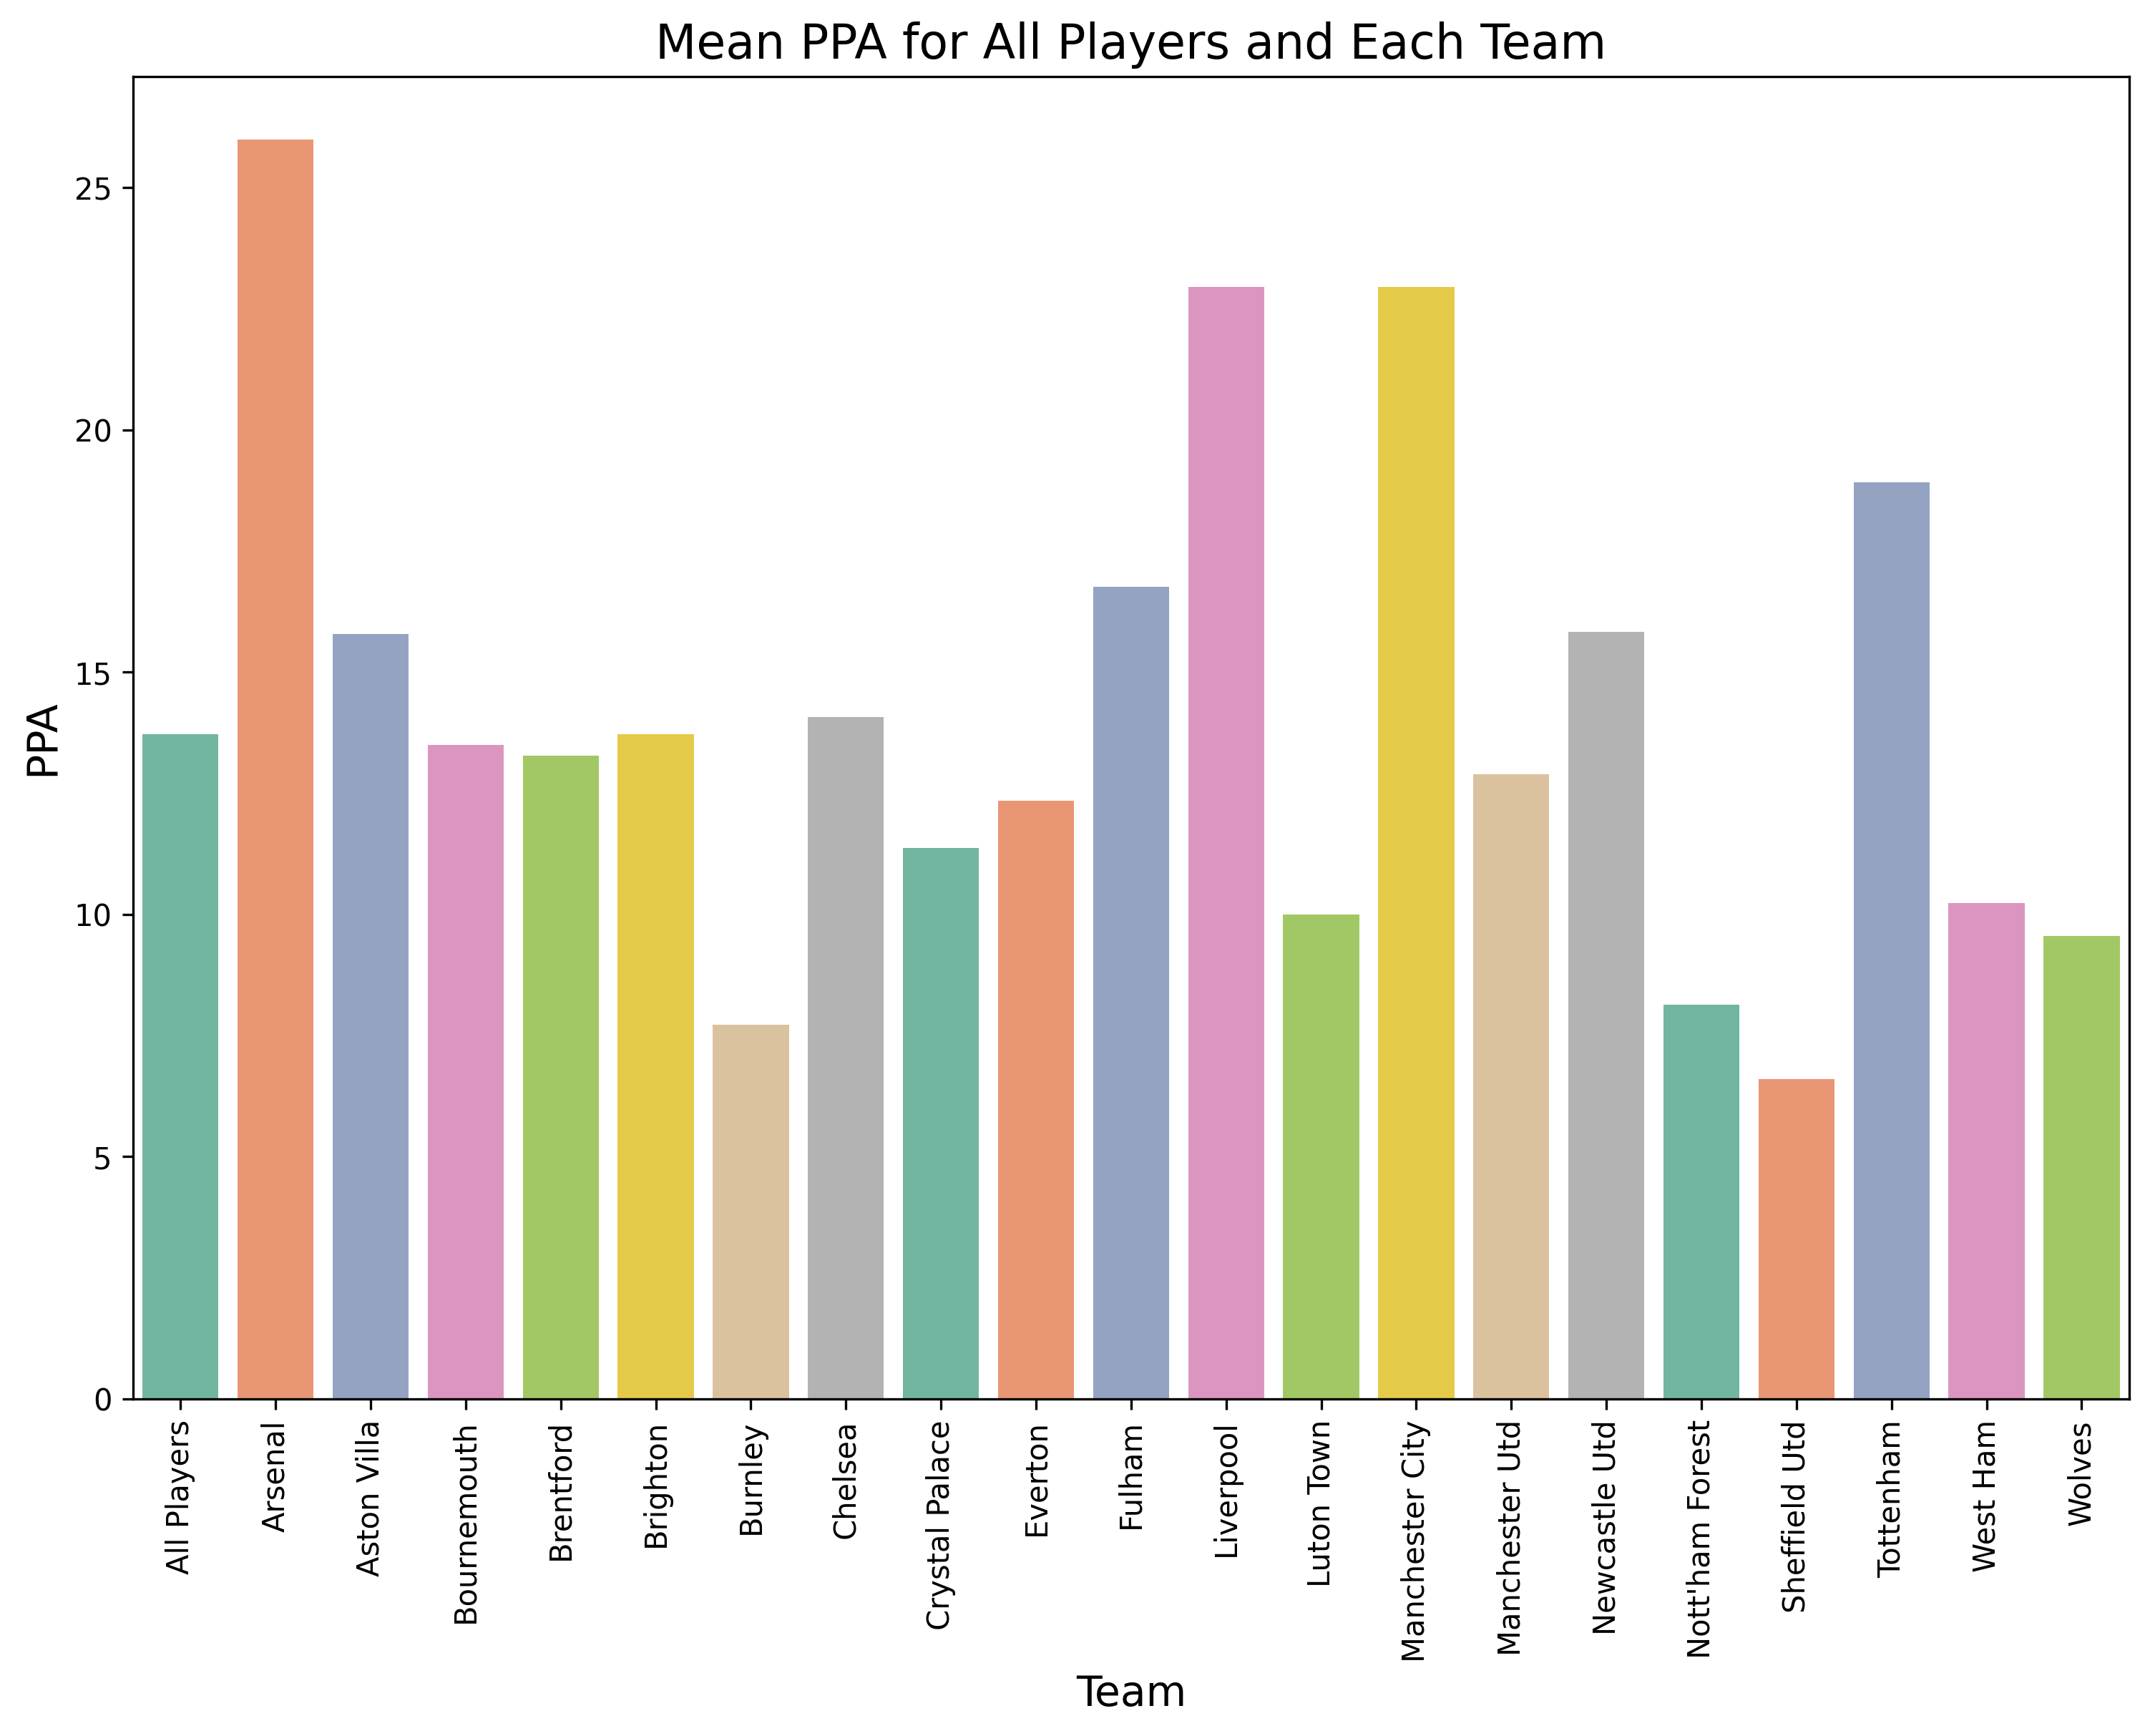 Mean PPA for All Players and Each Team
PPA
25
20
15
10
5
0
All Players
Arsenal
Aston Villa
Bournemouth
Brentford
Brighton
Burnley
Chelsea
Crystal Palace
Everton
Fulham
Liverpool
Luton Town
Manchester City
Manchester Utd
Newcastle Utd
Nott'ham Forest
Sheffield Utd
Tottenham
West Ham
Wolves
Team